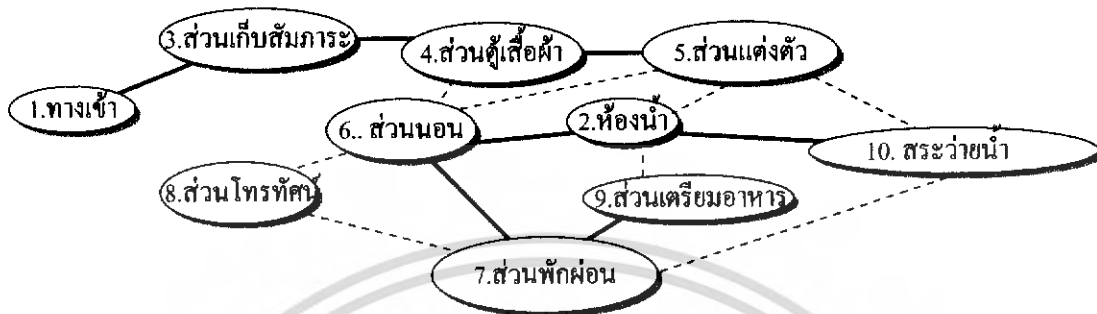 3.ส่วนเก็บสัมภาระ
4.ส่วนตู้เสื้อผ้า
5.ส่วนแต่งตัว
1.ทางเข้า
6.. ส่วนนอน
2.ห้องน้ำ
10. สระว่ายน้ำ
8.ส่วนโทรทัศน์
9.ส่วนเตรียมอาหาร
7.ส่วนพักผ่อน